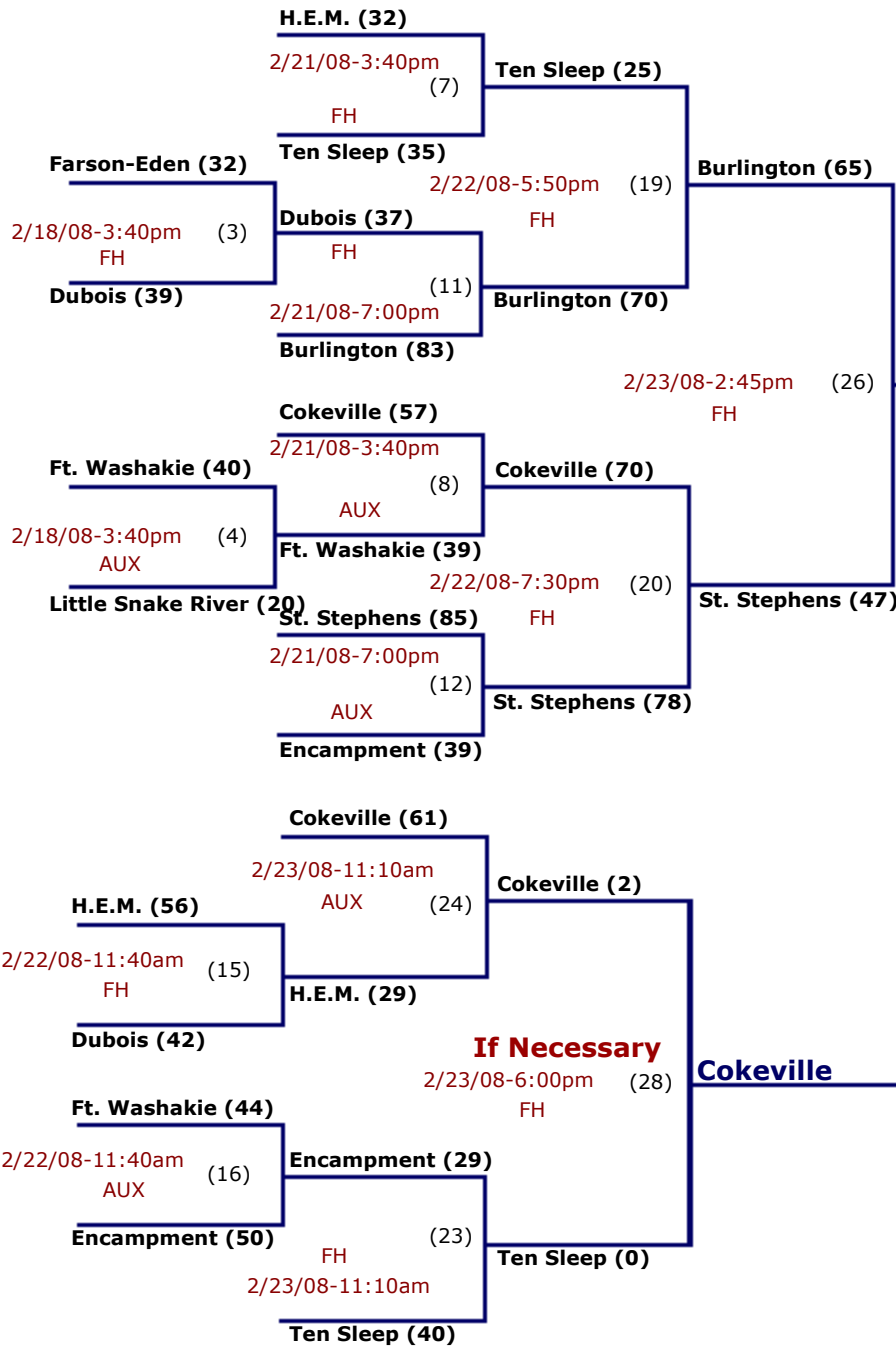 H.E.M. (32)
2/21/08-3:40pm
(7)
FH
Ten Sleep (35)
Ten Sleep (25)
Farson-Eden (32)
2/18/08-3:40pm
(3)
FH
Dubois (39)
Dubois (37)
FH
(11)
2/21/08-7:00pm
Burlington (83)
2/22/08-5:50pm
(19)
FH
Burlington (70)
Burlington (65)
2/23/08-2:45pm
(26)
FH
Cokeville (57)
2/21/08-3:40pm
(8)
AUX
Ft. Washakie (39)
Ft. Washakie (40)
2/18/08-3:40pm
(4)
AUX
Little Snake River (20)
Cokeville (70)
2/22/08-7:30pm
(20)
FH
St. Stephens (47)
St. Stephens (85)
2/21/08-7:00pm
(12)
AUX
Encampment (39)
St. Stephens (78)
Cokeville (61)
2/23/08-11:10am
AUX
(24)
Cokeville (2)
H.E.M. (56)
2/22/08-11:40am
(15)
FH
Dubois (42)
H.E.M. (29)
If Necessary
2/23/08-6:00pm
(28)
FH
Cokeville
Ft. Washakie (44)
2/22/08-11:40am
(16)
AUX
Encampment (50)
Encampment (29)
(23)
FH
2/23/08-11:10am
Ten Sleep (40)
Ten Sleep (0)